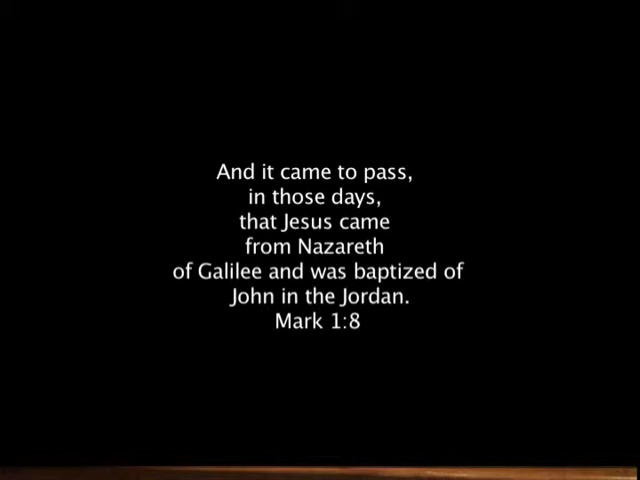 And it came to pass,
in those days,
that Jesus came
from Nazareth
of Galilee and was baptized of
John in the Jordan.
Mark 1:8